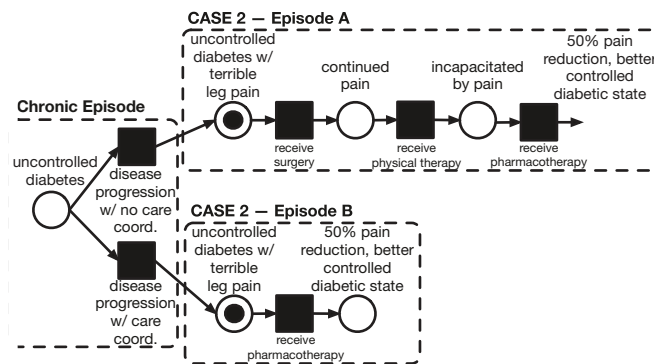 CASE 2 — Episode A
uncontrolled
diabetes w/
terrible
leg pain
continued
pain
incapacitated
by pain
50% pain
reduction, better
controlled
diabetic state
receive
surgery
receive
physical therapy
receive
pharmacotherapy
Chronic Episode
uncontrolled
diabetes
disease
progression
w/ no care
coord.
disease
progression
w/ care
coord.
CASE 2 — Episode B
uncontrolled
diabetes w/
terrible
leg pain
50% pain
reduction, better
controlled
diabetic state
receive
pharmacotherapy